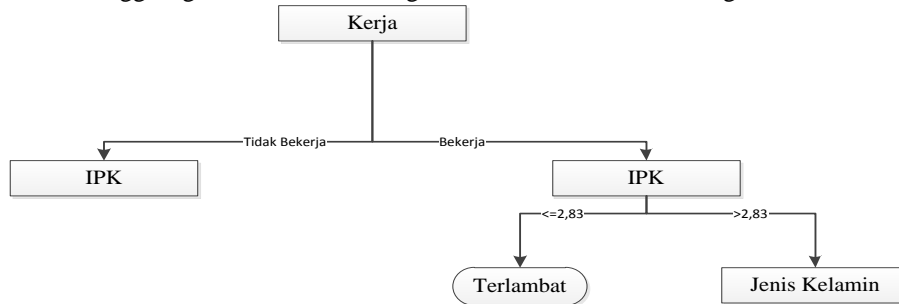 Kerja
Tidak Bekerja
Bekerja
IPK
IPK
<=2,83
>2,83
Terlambat
Jenis Kelamin